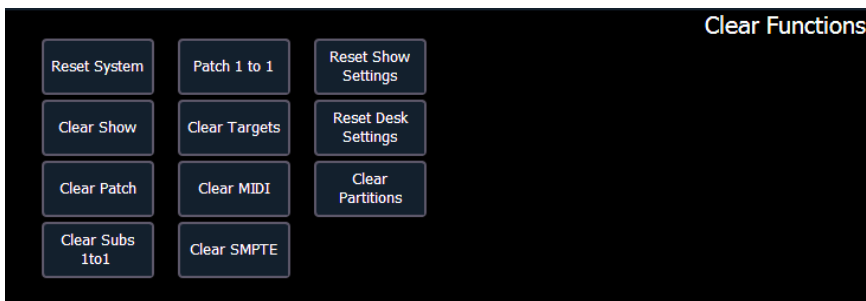 Clear Functions
Reset System
Patch 1 to 1
Reset Show
Settings
Clear Show
Clear Targets
Reset Desk
Settings
Clear Patch
Clear MIDI
Clear
Partitions
Clear Subs
1to1
Clear SMPTE